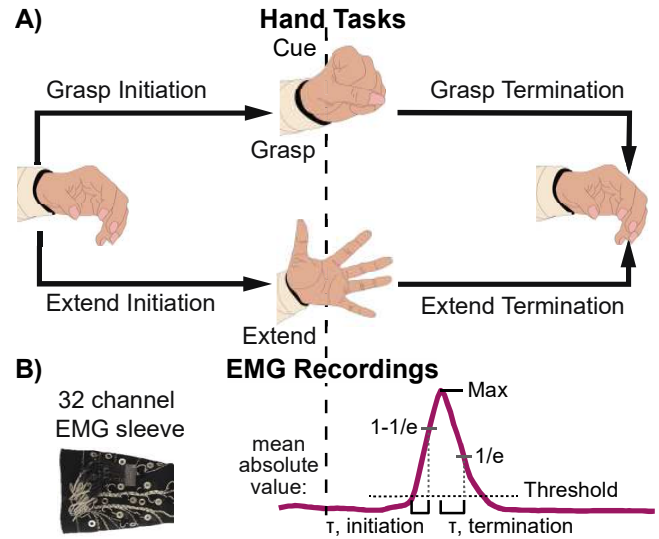 A)
Hand Tasks
Cue
Grasp Initiation
Grasp Termination
Grasp
Extend Initiation
Extend Termination
Extend
B)
EMG Recordings
32 channel
EMG sleeve
Max
1-1/e
mean
absolute
value:
1/e
Threshold
τ, initiation
τ, termination